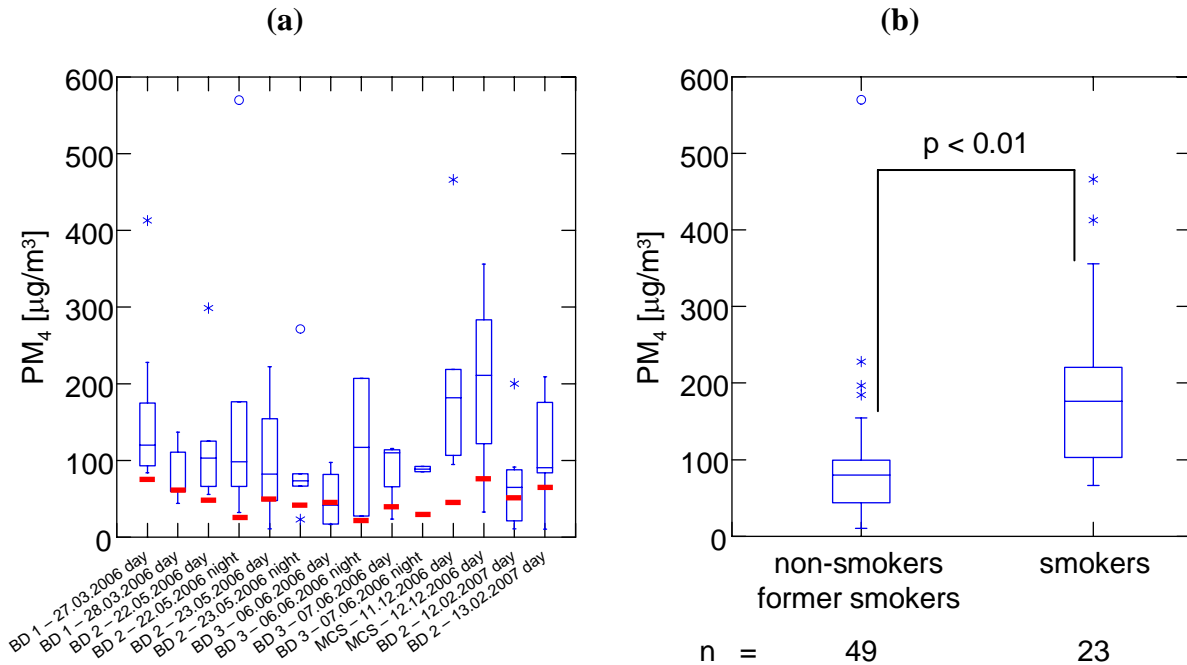 (a)
600
500
400
300
200
100
0
PM₄ [µg/m³]
BD 1 – 27.03.2006 day
BD 1 – 28.03.2006 day
BD 2 – 22.05.2006 day
BD 2 – 22.05.2006 night
BD 2 – 23.05.2006 day
BD 2 – 23.05.2006 night
BD 3 – 06.06.2006 day
BD 3 – 06.06.2006 night
BD 3 – 07.06.2006 day
BD 3 – 07.06.2006 night
MCS – 11.12.2006 day
MCS – 12.12.2006 day
BD 2 – 12.02.2007 day
BD 2 – 13.02.2007 day
(b)
600
500
400
300
200
100
0
PM₄ [µg/m³]
p < 0.01
non-smokers smokers
former smokers
n = 49 23